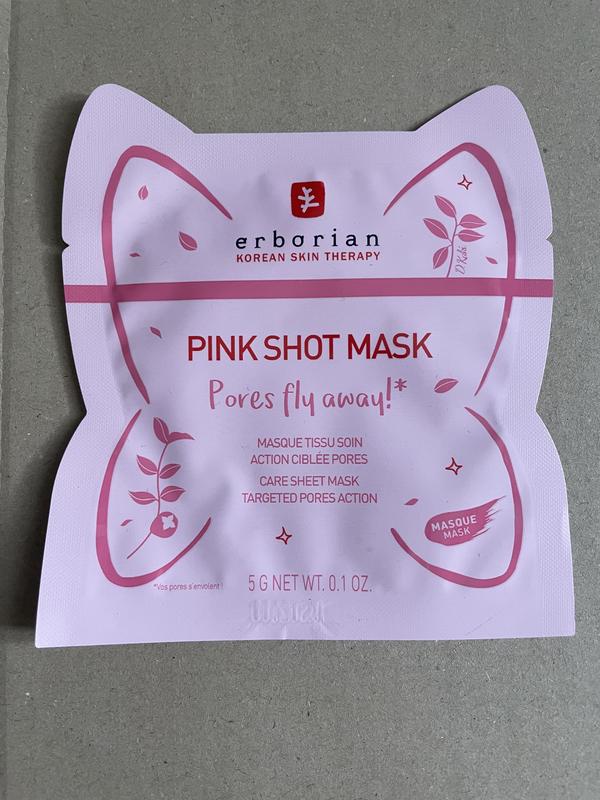 erborian
KOREAN SKIN THERAPY
PINK SHOT MASK
Pores fly away!*
MASQUE TISSU SOIN
ACTION CIBLÉE PORES
CARE SHEET MASK
TARGETED PORES ACTION
MASQUE
MASK
*Vos pores s'envolent !
5 G NET WT. 0.1 OZ.